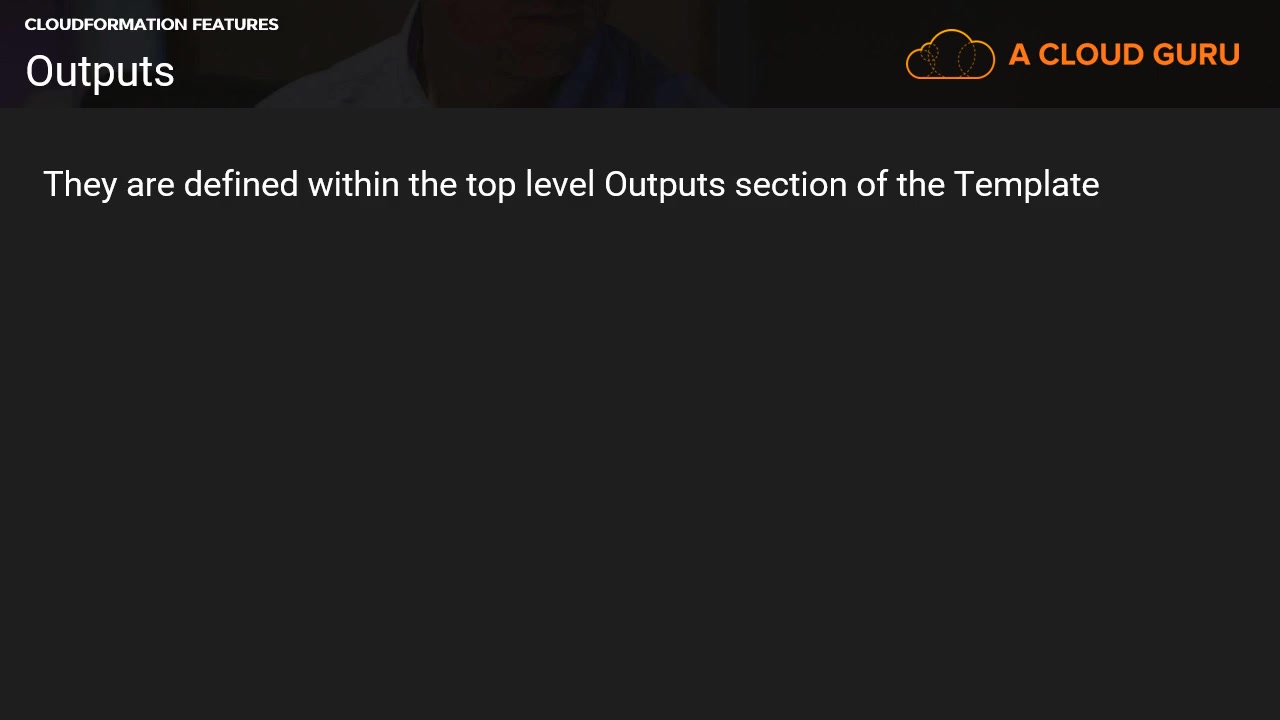 CLOUDFORMATION FEATURES
Outputs
A CLOUD GURU
They are defined within the top level Outputs section of the Template